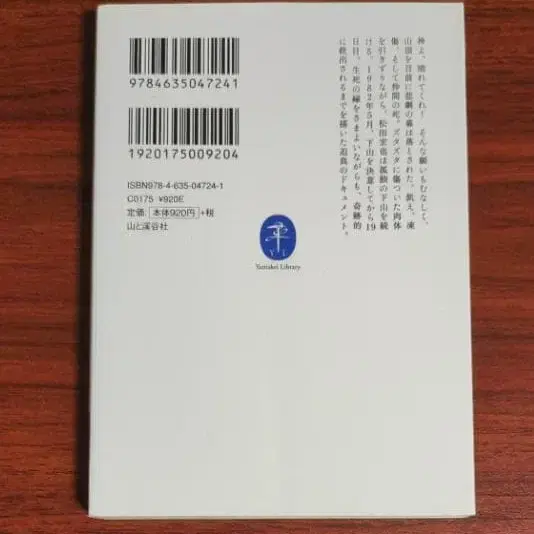 神よ、晴れてくれ！　そんな願いもむなしく、
山頂を目前に悲劇の幕は落とされた。飢え、凍
傷、そして仲間の死。ズタズタに傷ついた肉体
を引きずりながら、松田宏也は孤独の下山を続
ける。1982年5月、下山を決意してから19
日目、生死の縁をさまよいながらも、奇跡的
に救出されるまでを描いた迫真のドキュメント。
9784635047241
1920175009204
ISBN978-4-635-04724-1
C0175 ¥920E
定価 本体920円 +税
山と溪谷社
平
Y L
Yamakei Library